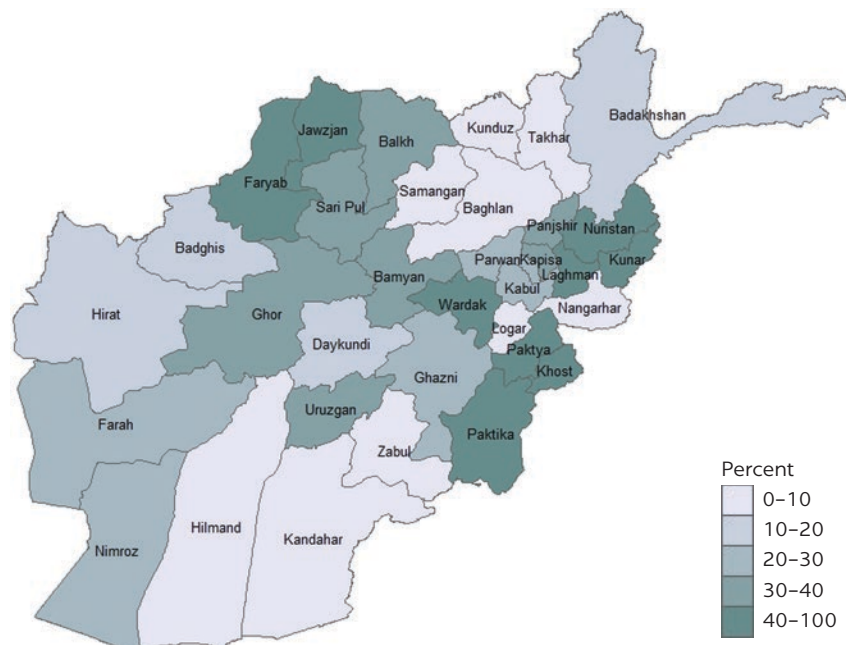 Jawzjan
Balkh
Kunduz
Takhar
Badakhshan
Faryab
Samangan
Sari Pul
Baghlan
Badghis
Panjshir
Nuristan
Parwan
Kapisa
Kunar
Bamyan
Laghman
Kabul
Wardak
Nangarhar
Hirat
Ghor
Logar
Daykundi
Paktya
Ghazni
Khost
Farah
Uruzgan
Paktika
Zabul
Hilmand
Kandahar
Nimroz
Percent
0–10
10–20
20–30
30–40
40–100